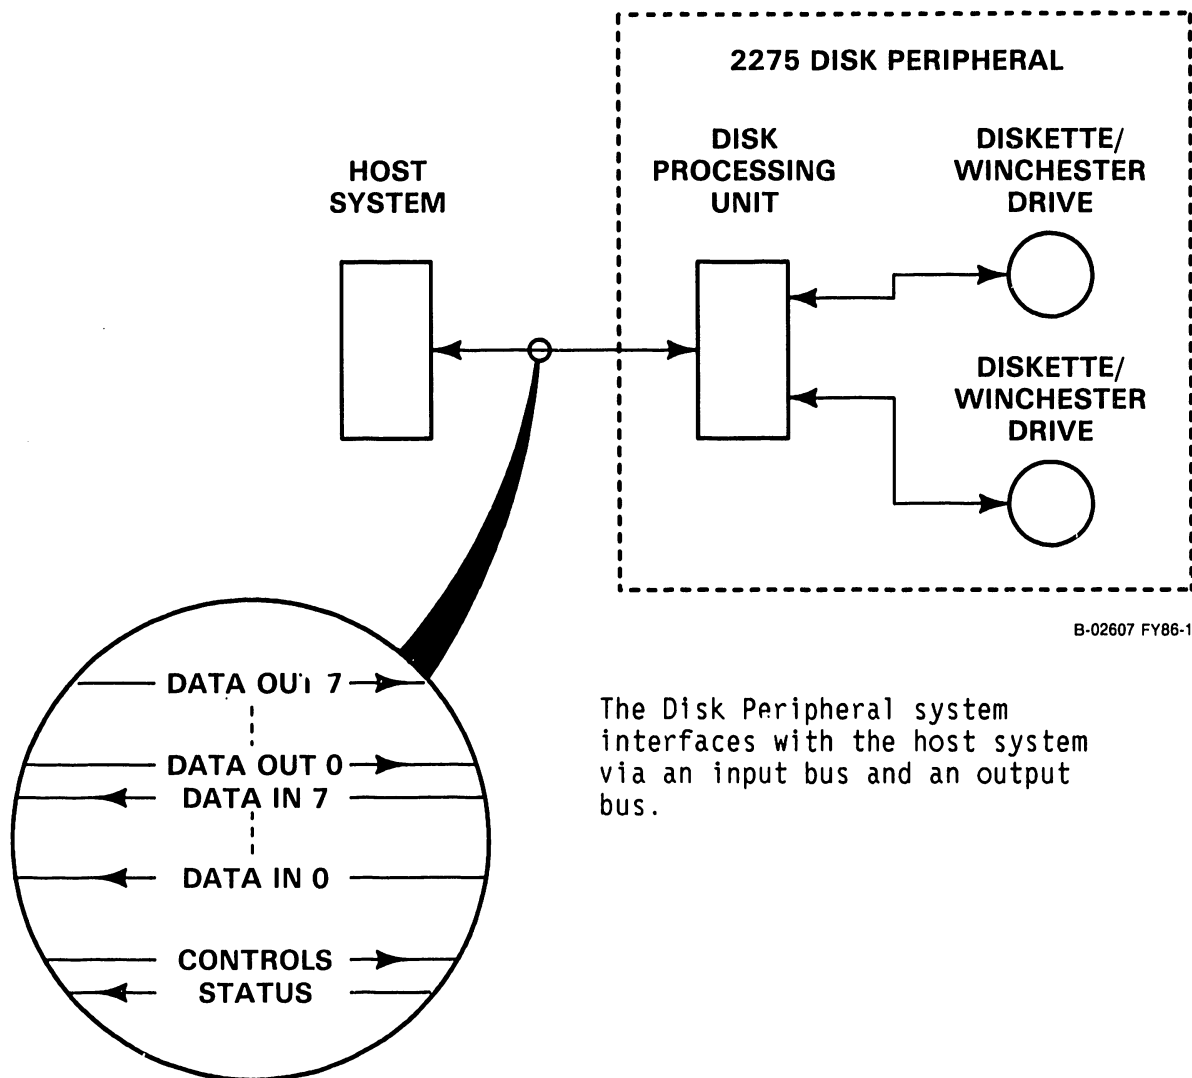 2275 DISK PERIPHERAL
HOST
SYSTEM
DISK
PROCESSING
UNIT
DISKETTE/
WINCHESTER
DRIVE
DISKETTE/
WINCHESTER
DRIVE
B-02607 FY86-1
DATA OUT 7
DATA OUT 0
DATA IN 7
DATA IN 0
CONTROLS
STATUS
The Disk Peripheral system
interfaces with the host system
via an input bus and an output
bus.